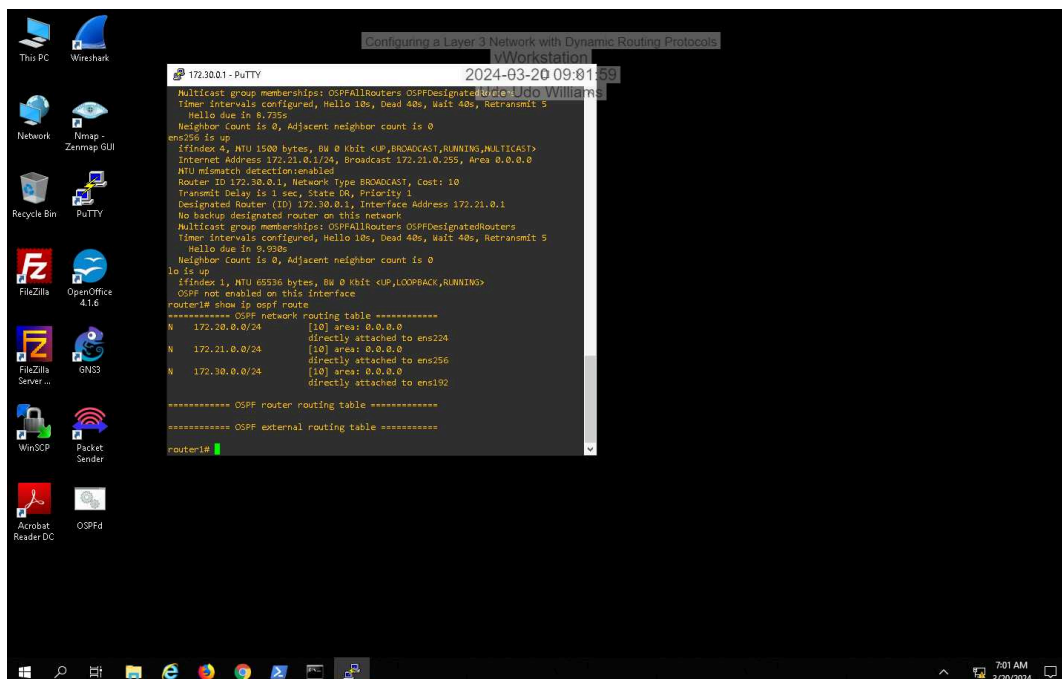 This PC
Wireshark
Network
Nmap -
Zenmap GUI
Recycle Bin
PuTTY
FileZilla
OpenOffice
4.1.6
FileZilla
Server ...
GNS3
WinSCP
Packet
Sender
Acrobat
Reader DC
OSPFd
Configuring a Layer 3 Network with Dynamic Routing Protocols
vWorkstation
2024-03-20 09:01:59
Udo Williams
172.30.0.1 - PuTTY
Multicast group memberships: OSPFAllRouters OSPFDesignatedRouters
Timer intervals configured, Hello 10s, Dead 40s, Wait 40s, Retransmit 5
Hello due in 8.735s
Neighbor Count is 0, Adjacent neighbor count is 0
ens256 is up
ifindex 4, MTU 1500 bytes, BW 0 Kbit <UP,BROADCAST,RUNNING,MULTICAST>
Internet Address 172.21.0.1/24, Broadcast 172.21.0.255, Area 0.0.0.0
MTU mismatch detection:enabled
Router ID 172.30.0.1, Network Type BROADCAST, Cost: 10
Transmit Delay is 1 sec, State DR, Priority 1
Designated Router (ID) 172.30.0.1, Interface Address 172.21.0.1
No backup designated router on this network
Multicast group memberships: OSPFAllRouters OSPFDesignatedRouters
Timer intervals configured, Hello 10s, Dead 40s, Wait 40s, Retransmit 5
Hello due in 9.930s
Neighbor Count is 0, Adjacent neighbor count is 0
lo is up
ifindex 1, MTU 65536 bytes, BW 0 Kbit <UP,LOOPBACK,RUNNING>
OSPF not enabled on this interface
router1# show ip ospf route
============ OSPF network routing table ============
N 172.20.0.0/24 [10] area: 0.0.0.0
directly attached to ens224
N 172.21.0.0/24 [10] area: 0.0.0.0
directly attached to ens256
N 172.30.0.0/24 [10] area: 0.0.0.0
directly attached to ens192
============ OSPF router routing table =============
============ OSPF external routing table ===========
router1#
7:01 AM
3/20/2024